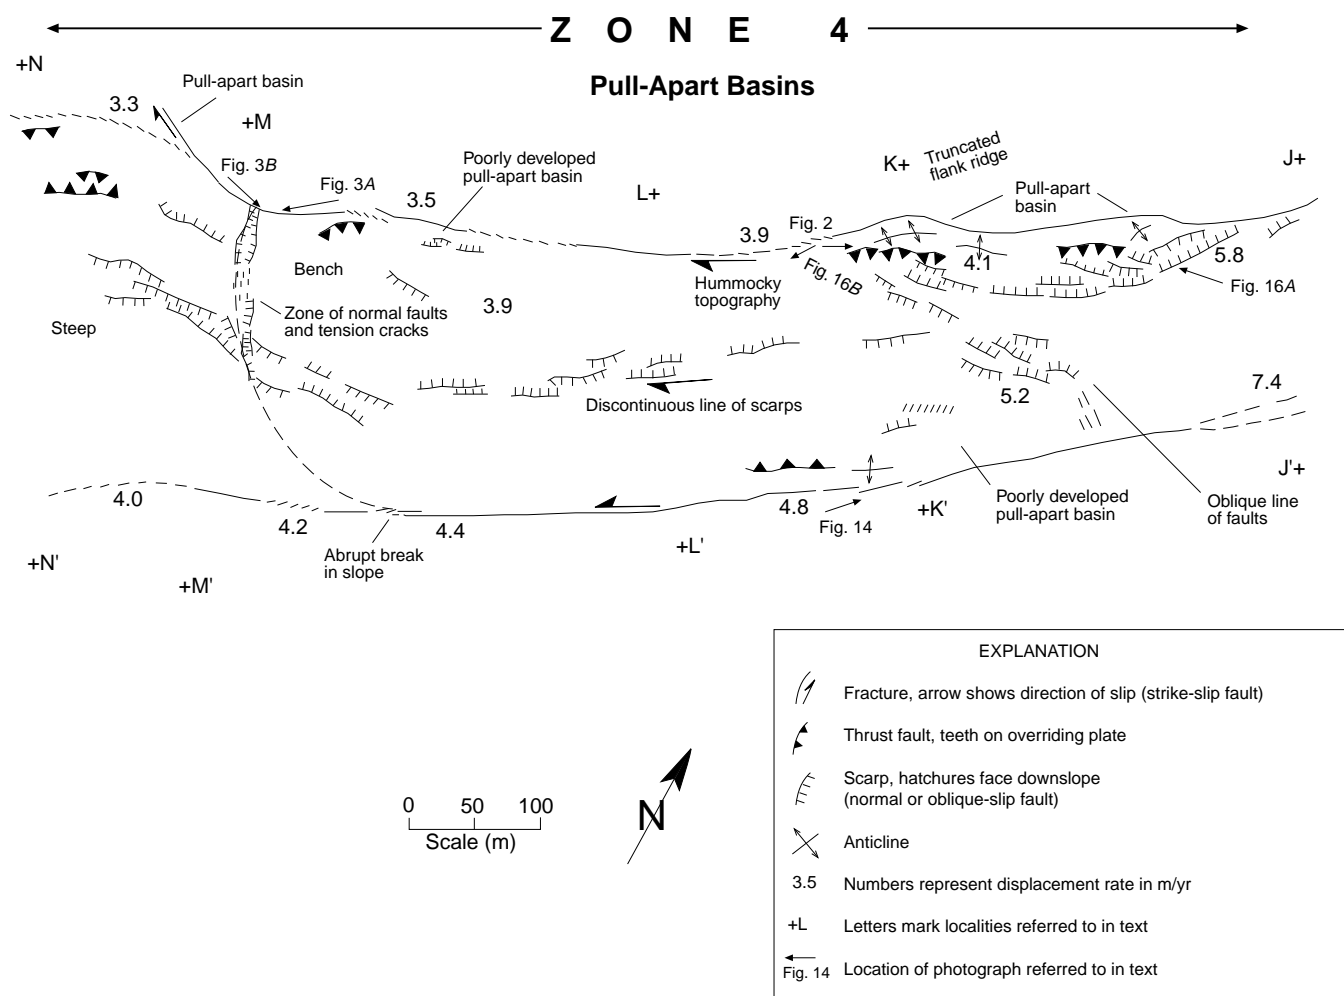 Z O N E 4
Pull-Apart Basins
+N
Pull-apart basin
3.3
+M
Fig. 3B
Fig. 3A
3.5
Poorly developed
pull-apart basin
L+
K+
Truncated
flank ridge
J+
Pull-apart
basin
3.9
Fig. 2
Fig. 16B
4.1
5.8
Fig. 16A
Bench
Hummocky
topography
3.9
Zone of normal faults
and tension cracks
Steep
Discontinuous line of scarps
5.2
7.4
4.0
4.2
4.4
4.8
Fig. 14
+K'
Poorly developed
pull-apart basin
Oblique line
of faults
J'+
Abrupt break
in slope
+L'
+N'
+M'
0 50 100
Scale (m)
N
EXPLANATION
Fracture, arrow shows direction of slip (strike-slip fault)
Thrust fault, teeth on overriding plate
Scarp, hatchures face downslope
(normal or oblique-slip fault)
Anticline
3.5 Numbers represent displacement rate in m/yr
+L Letters mark localities referred to in text
Fig. 14 Location of photograph referred to in text